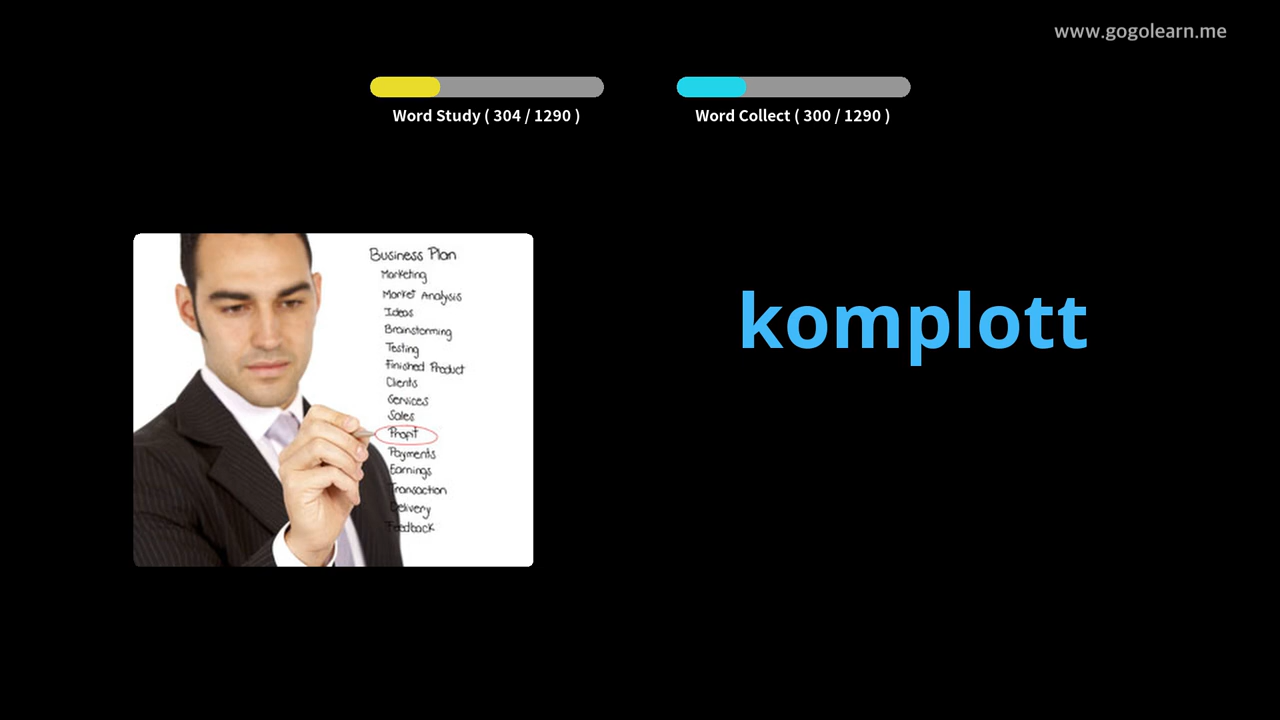 www.gogolearn.me
Word Study ( 304 / 1290 )
Word Collect ( 300 / 1290 )
Business Plan
Marketing
Market Analysis
Ideas
Brainstorming
Testing
Finished Product
Clients
Services
Sales
Profit
Payments
Earnings
Transaction
Delivery
Feedback
komplott